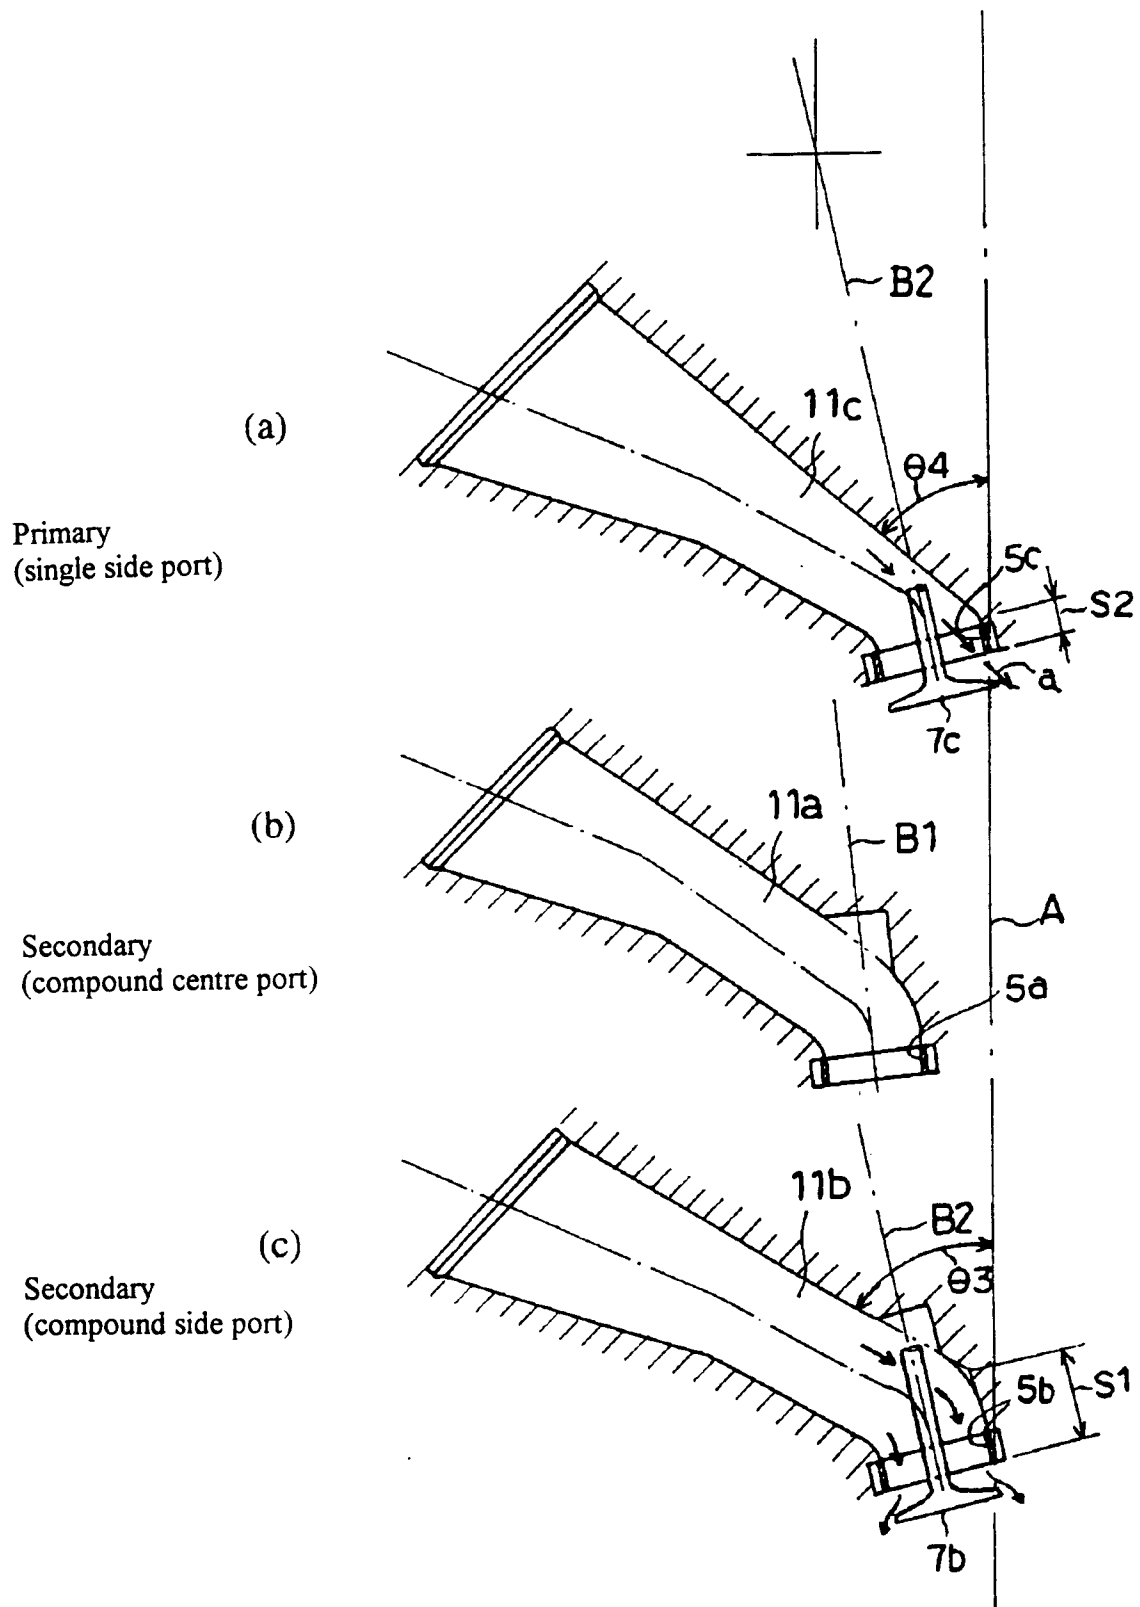 B2
11c
(a)
θ4
Primary
(single side port)
5c
S2
a
7c
11a
(b)
B1
A
Secondary
(compound centre port)
5a
11b
B2
(c)
θ3
Secondary
(compound side port)
5b
S1
7b